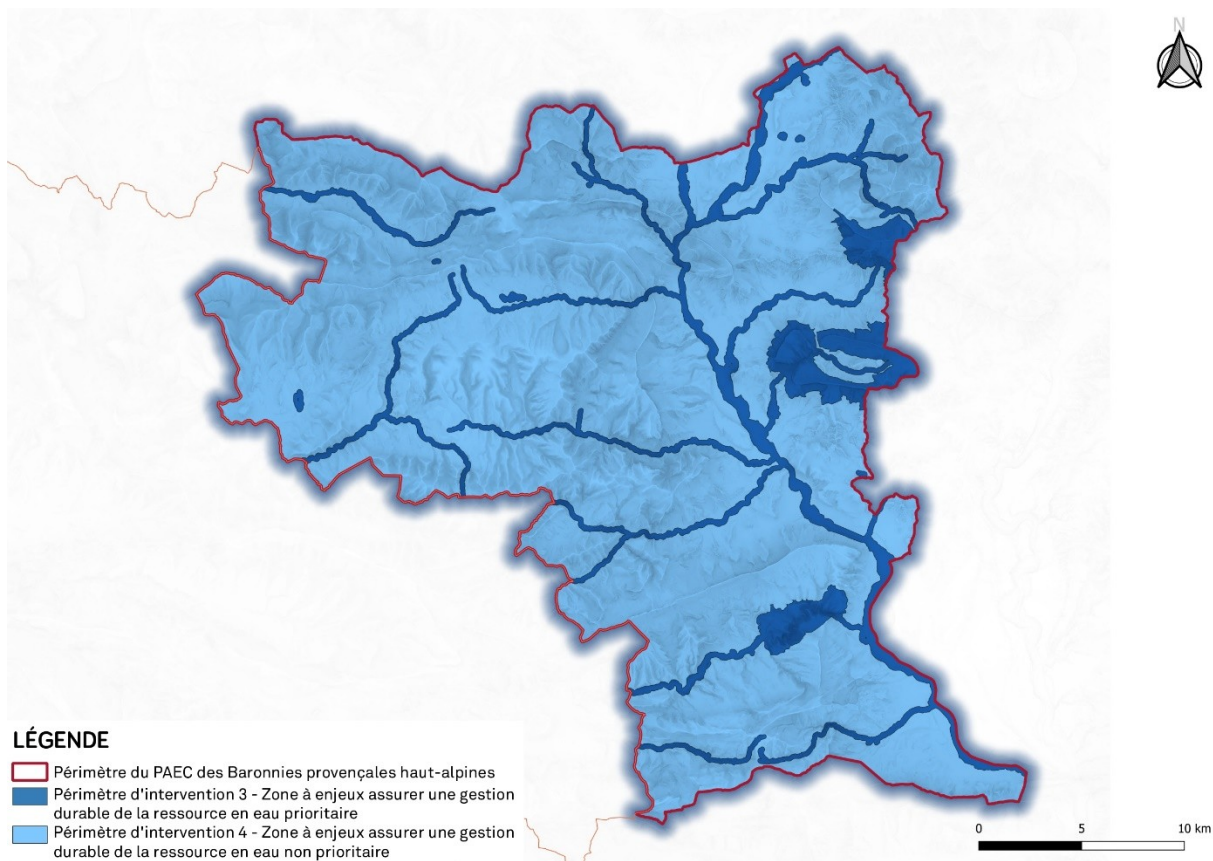 N
LÉGENDE
Périmètre du PAEC des Baronnies provençales haut-alpines
Périmètre d'intervention 3 - Zone à enjeux assurer une gestion
durable de la ressource en eau prioritaire
Périmètre d'intervention 4 - Zone à enjeux assurer une gestion
durable de la ressource en eau non prioritaire
0 5 10 km